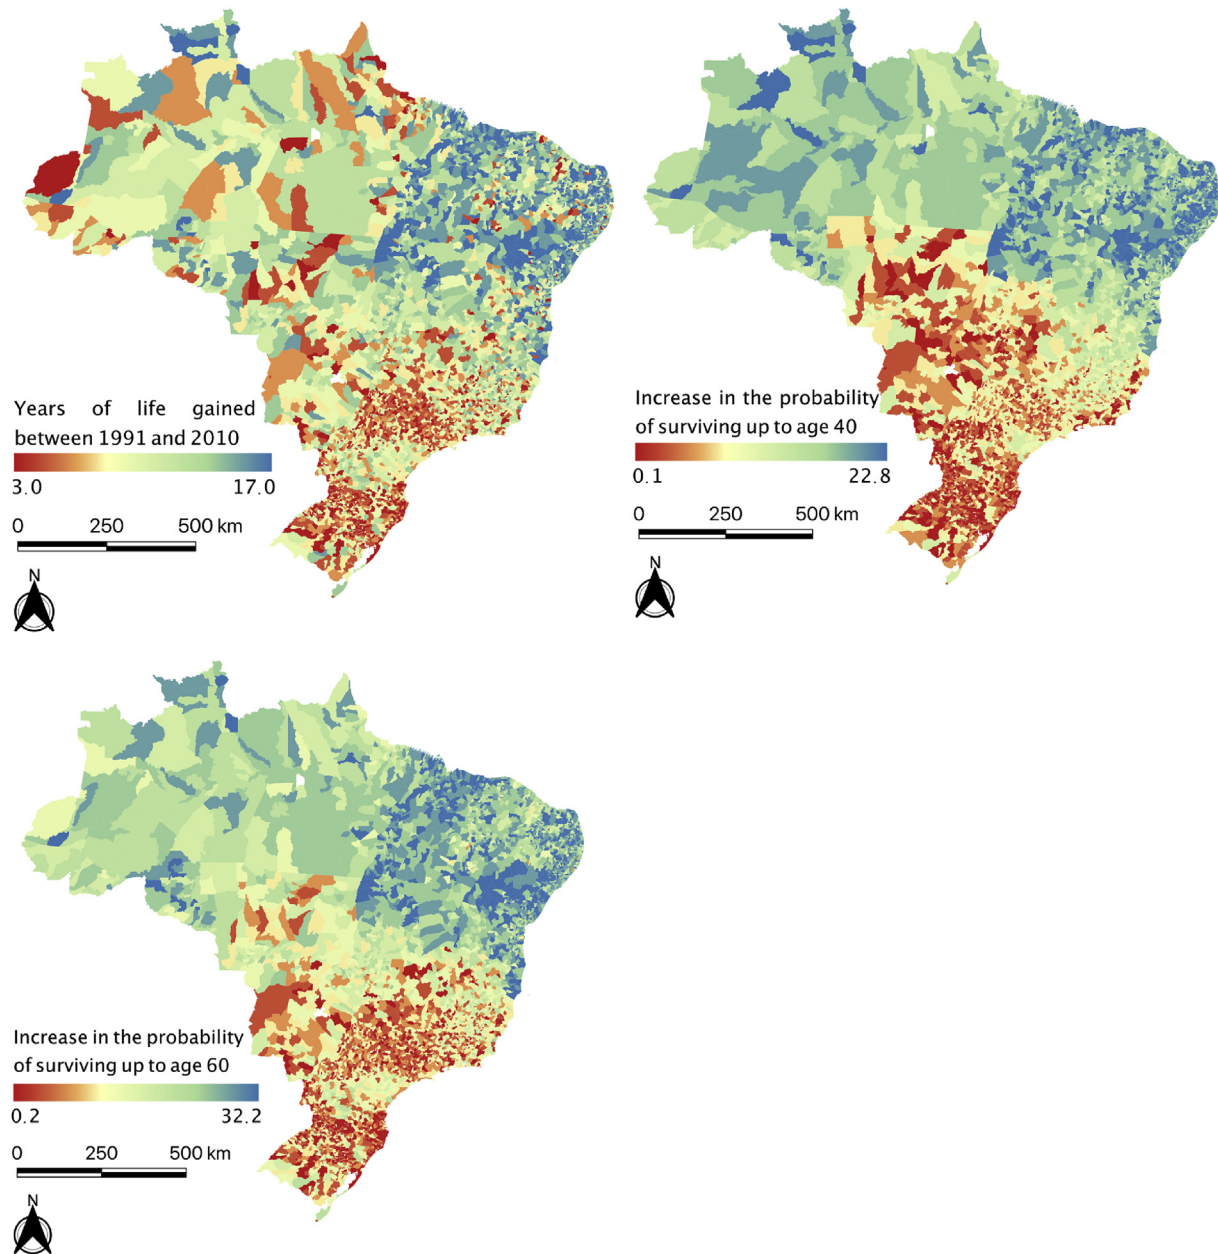 Years of life gained
between 1991 and 2010
3.0 17.0
0 250 500 km
N
Increase in the probability
of surviving up to age 40
0.1 22.8
0 250 500 km
N
Increase in the probability
of surviving up to age 60
0.2 32.2
0 250 500 km
N